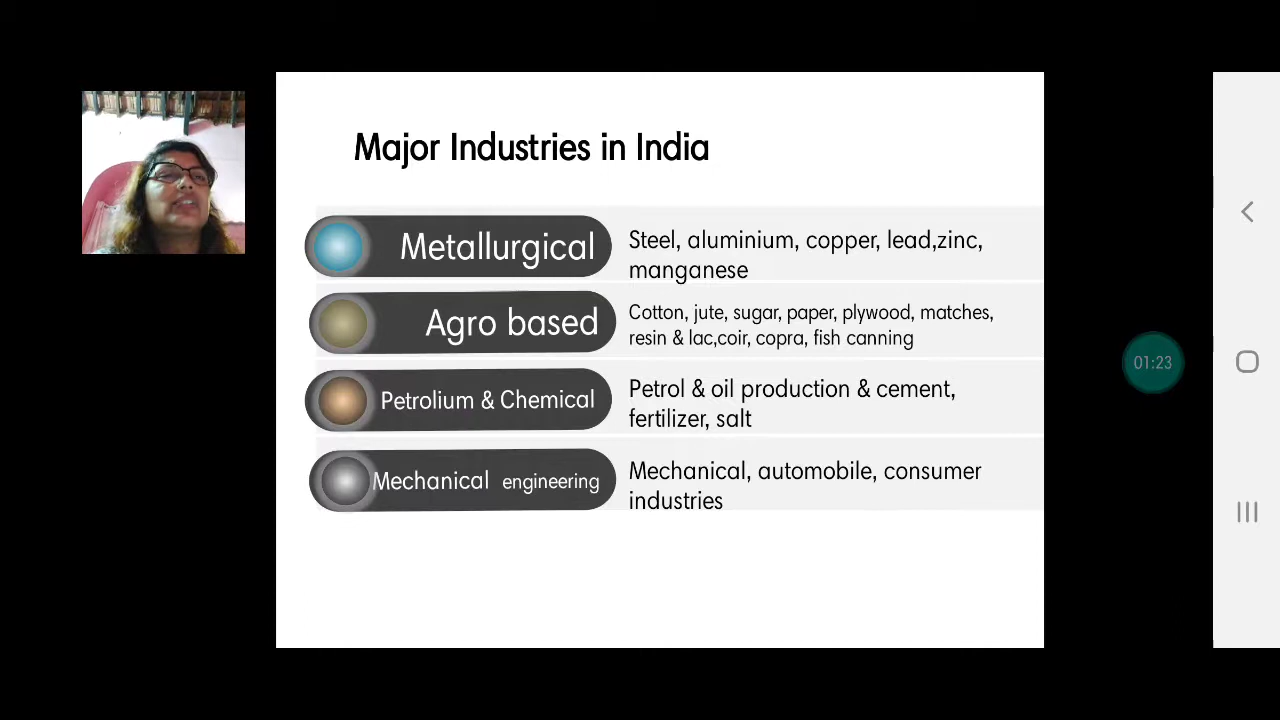 Major Industries in India
Metallurgical
Steel, aluminium, copper, lead,zinc,
manganese
Agro based
Cotton, jute, sugar, paper, plywood, matches,
resin & lac,coir, copra, fish canning
Petrolium & Chemical
Petrol & oil production & cement,
fertilizer, salt
Mechanical engineering
Mechanical, automobile, consumer
industries
01:23